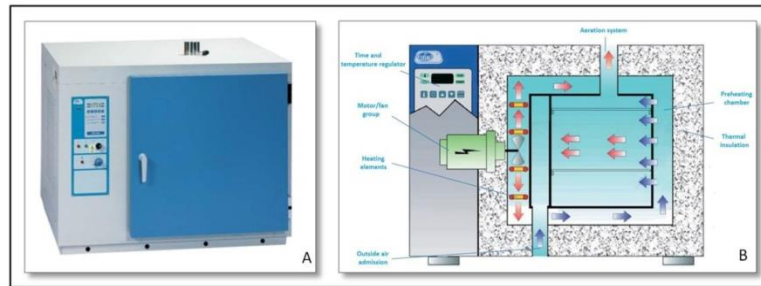 Aeration system
Time and
temperature regulator
Motor/fan
group
Heating
elements
Outside air
admission
Preheating
chamber
Thermal
insulation
A
B